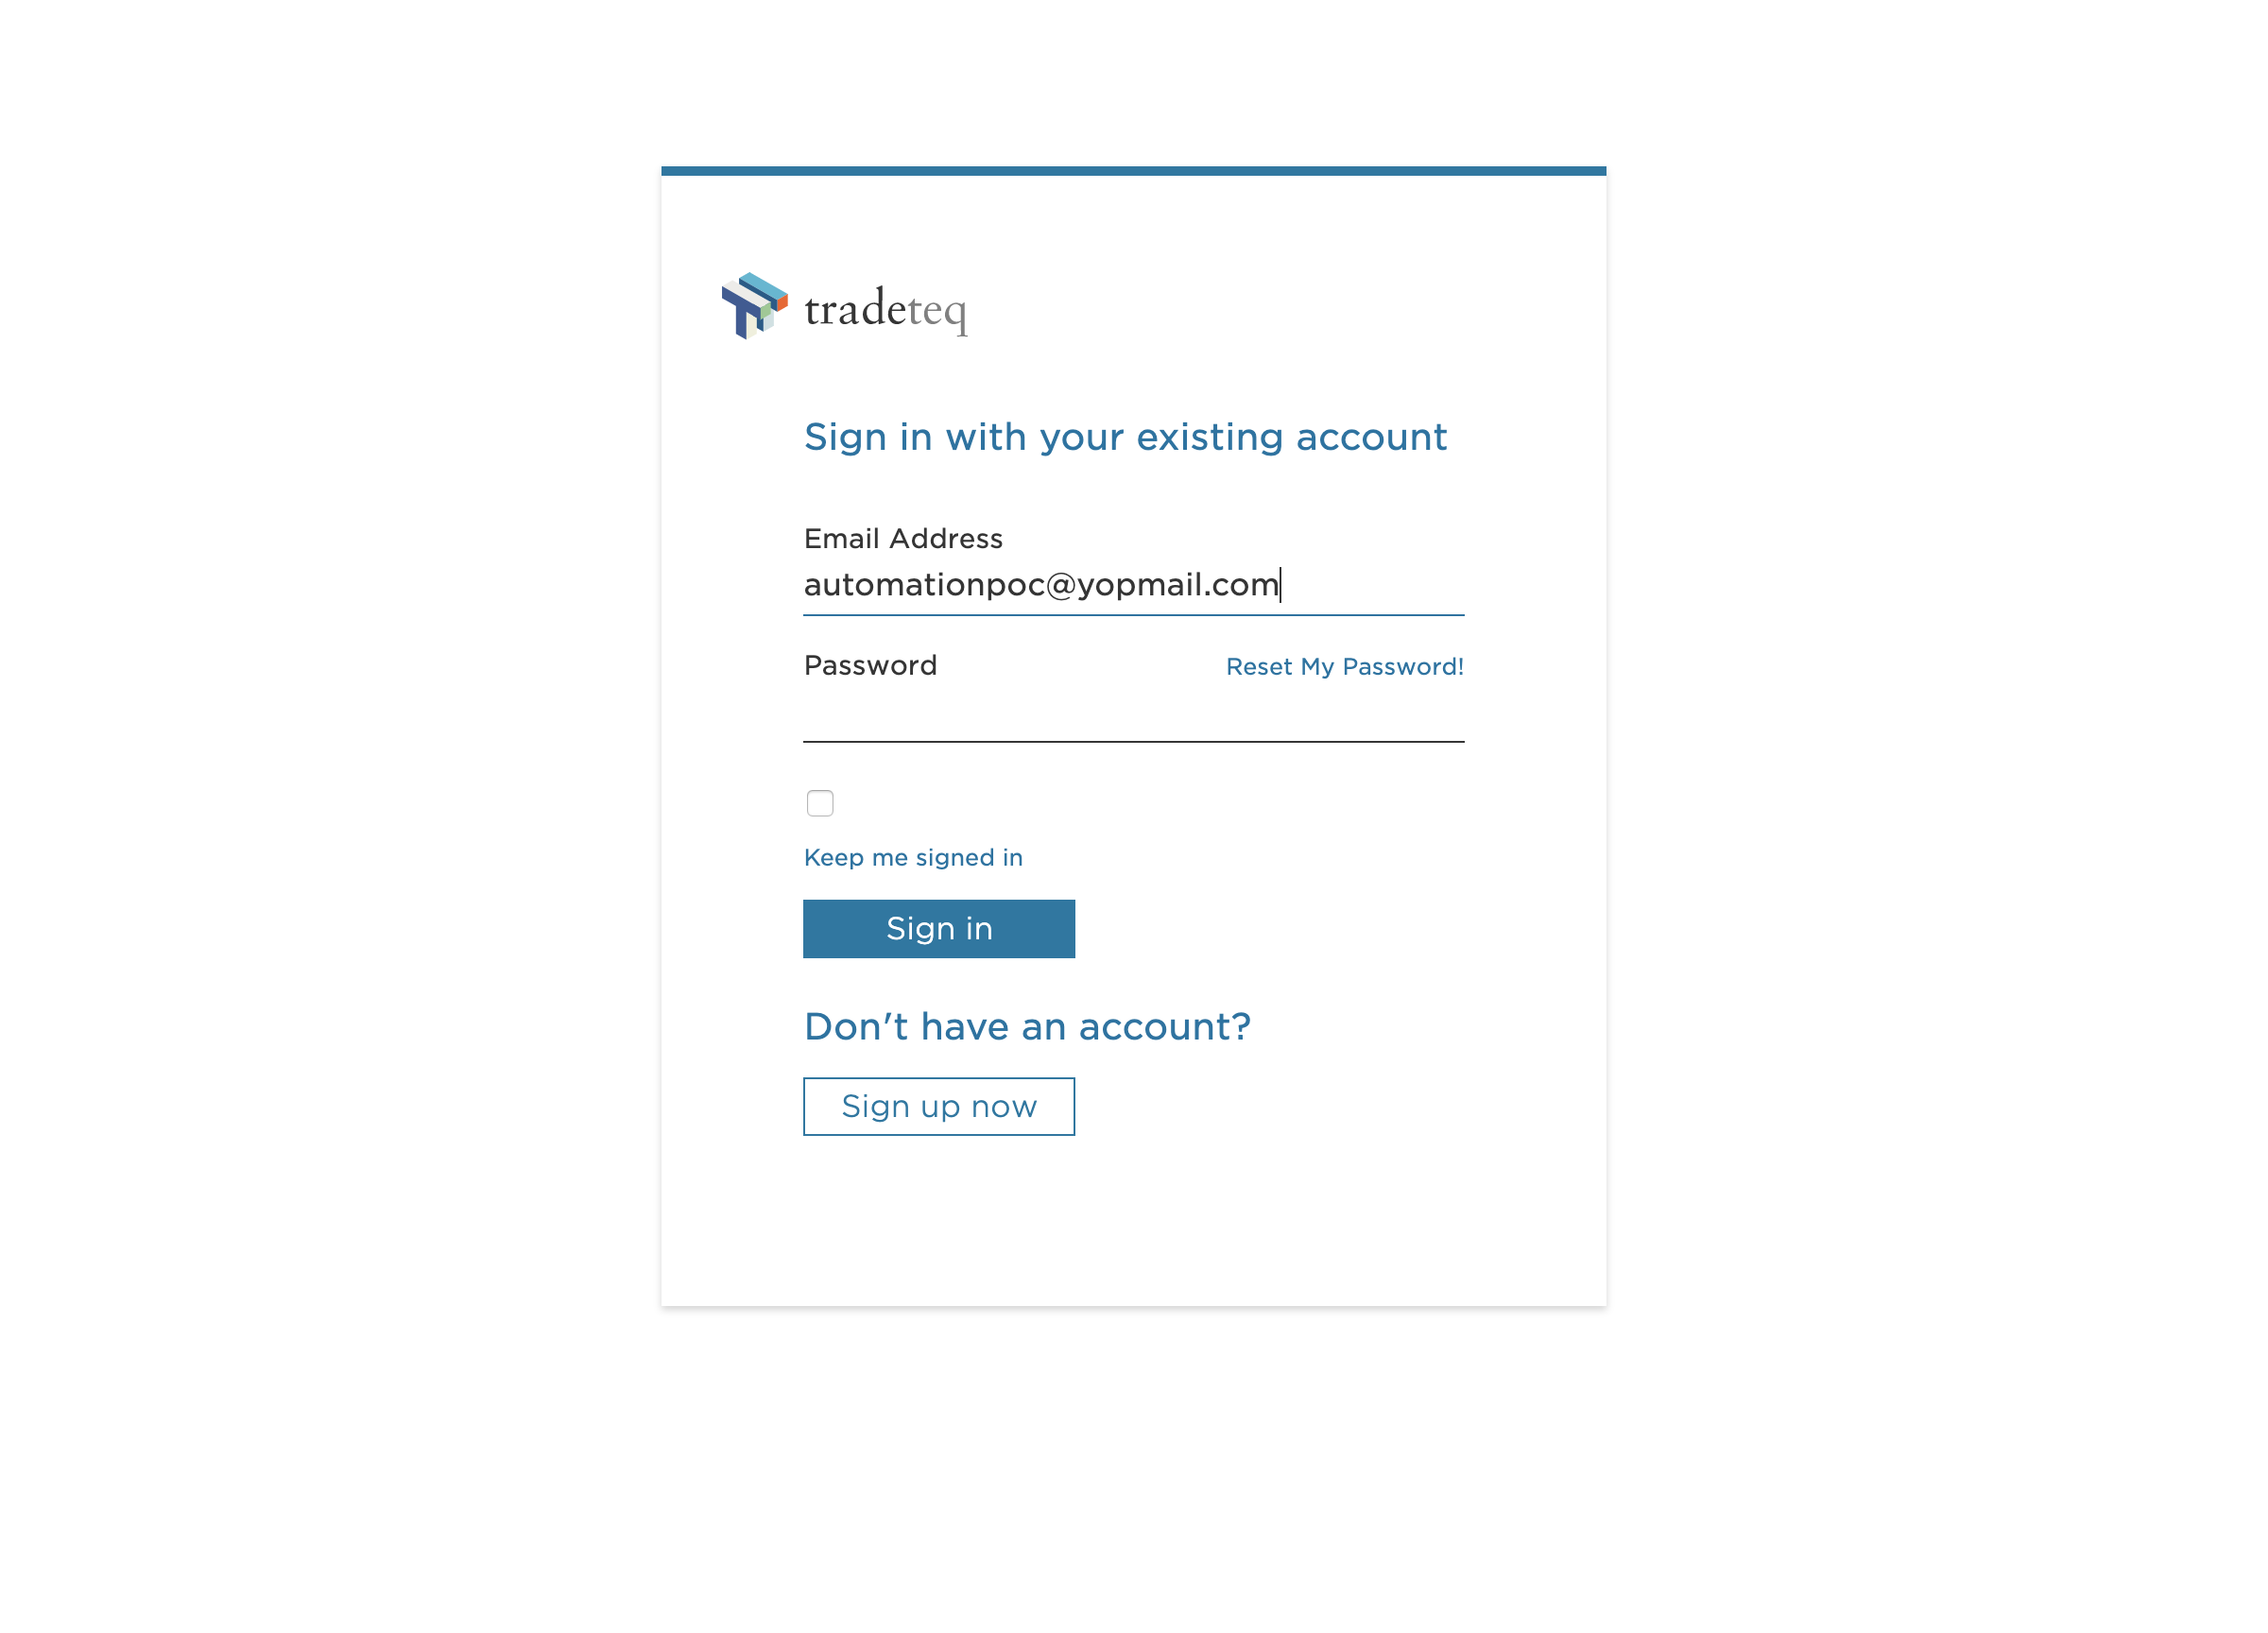 tradeteq
Sign in with your existing account
Email Address
automationpoc@yopmail.com
Password Reset My Password!
Keep me signed in
Sign in
Don't have an account?
Sign up now